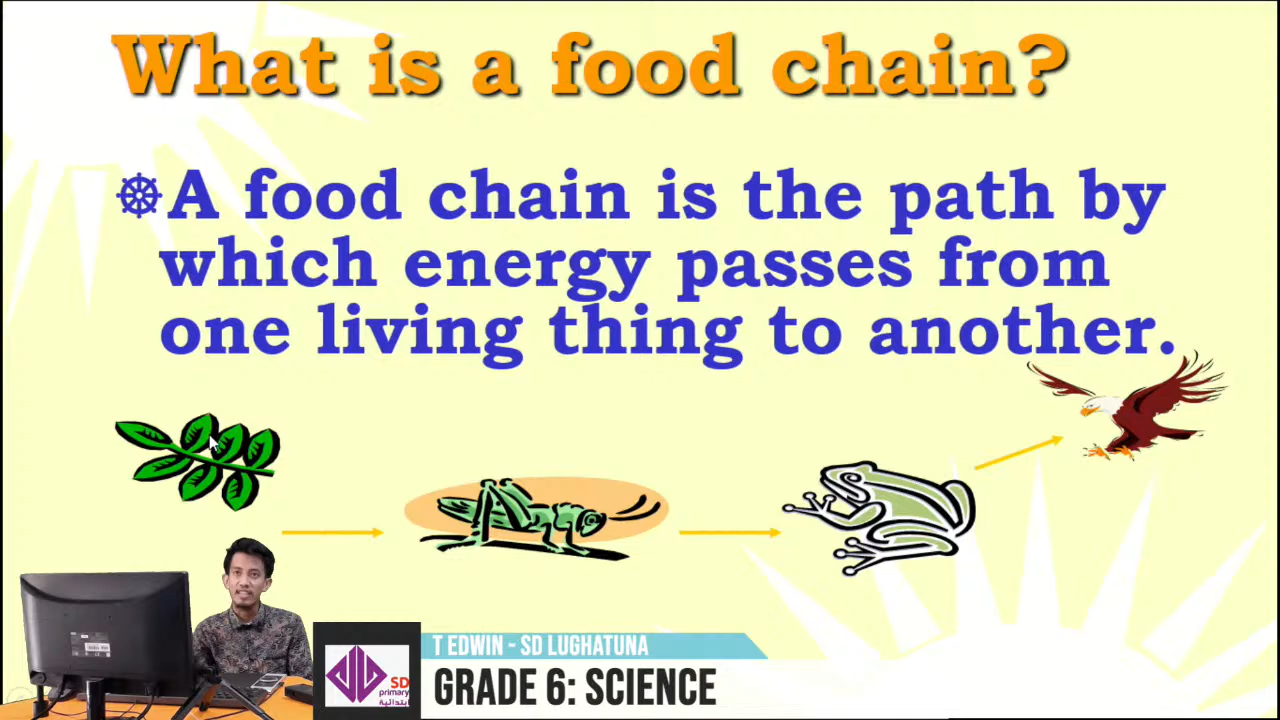 What is a food chain?
A food chain is the path by
which energy passes from
one living thing to another.
T EDWIN - SD LUGHATUNA
GRADE 6: SCIENCE
SD
primary
ابتدائية